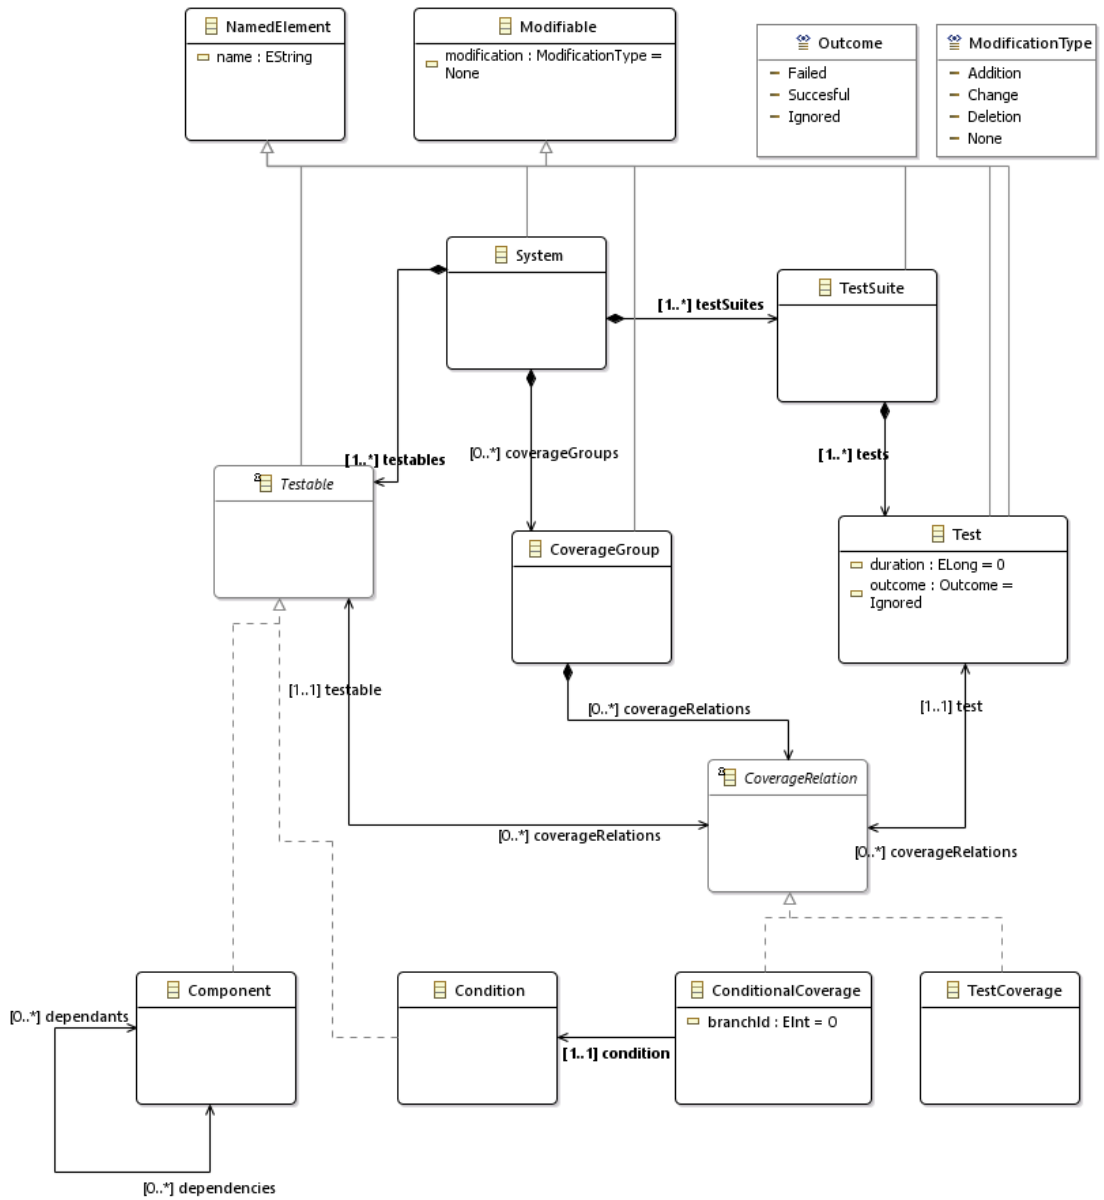 NamedElement
name : EString
Modifiable
modification : ModificationType =
None
Outcome
Failed
Succesful
Ignored
ModificationType
Addition
Change
Deletion
None
System
TestSuite
[1..*] testSuites
[1..*] testables
[0..*] coverageGroups
[1..*] tests
Testable
CoverageGroup
Test
duration : ELong = 0
outcome : Outcome =
Ignored
[1..1] testable
[0..*] coverageRelations
[1..1] test
CoverageRelation
[0..*] coverageRelations
[0..*] coverageRelations
Component
Condition
ConditionalCoverage
branchId : EInt = 0
TestCoverage
[0..*] dependants
[1..1] condition
[0..*] dependencies